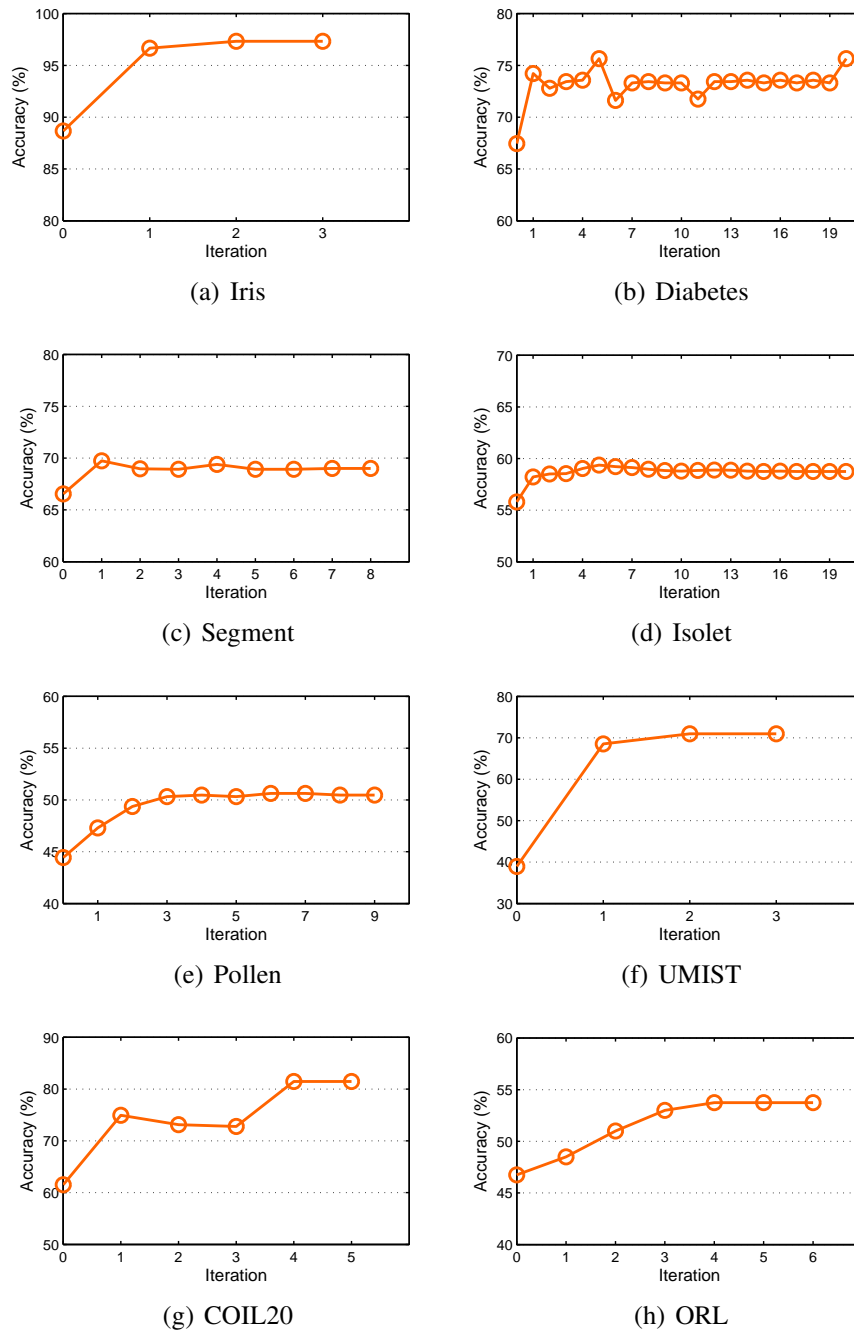 100
95
90
85
80
Accuracy (%)
0 1 2 3
Iteration
(a) Iris
80
75
70
65
60
Accuracy (%)
1 4 7 10 13 16 19
Iteration
(b) Diabetes
80
75
70
65
60
Accuracy (%)
0 1 2 3 4 5 6 7 8
Iteration
(c) Segment
70
65
60
55
50
Accuracy (%)
1 4 7 10 13 16 19
Iteration
(d) Isolet
60
55
50
45
40
Accuracy (%)
1 3 5 7 9
Iteration
(e) Pollen
80
70
60
50
40
30
Accuracy (%)
0 1 2 3
Iteration
(f) UMIST
90
80
70
60
50
Accuracy (%)
0 1 2 3 4 5
Iteration
(g) COIL20
60
55
50
45
40
Accuracy (%)
0 1 2 3 4 5 6
Iteration
(h) ORL